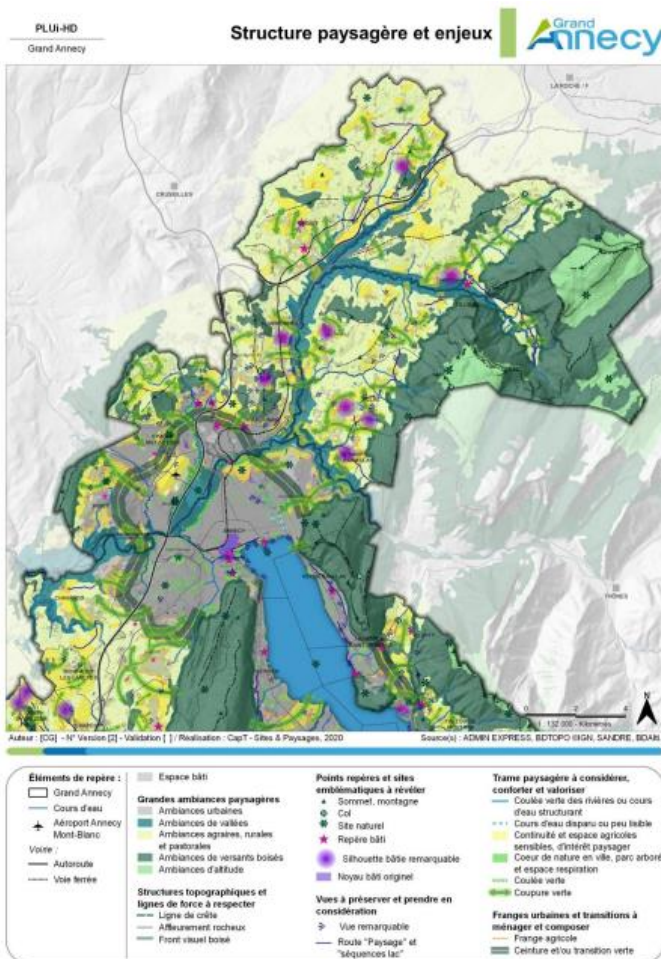 PLUi-HD
Grand Annecy
Structure paysagère et enjeux
Grand
Annecy
LA ROCHE / F
CRUSEILLES
THÔNES
ANNECY
0 2 4
1 : 132 000 - Kilomètres
N
Auteur : [CG] - N° Version [2] - Validation [ ] / Réalisation : CapT - Sites & Paysages, 2020
Source(s) : ADMIN EXPRESS, BDTOPO ©IGN, SANDRE, BDAlti
Éléments de repère :
Grand Annecy
Cours d'eau
Aéroport Annecy
Mont-Blanc
Voirie :
Autoroute
Voie ferrée
Espace bâti
Grandes ambiances paysagères
Ambiances urbaines
Ambiances de vallées
Ambiances agraires, rurales
et pastorales
Ambiances de versants boisés
Ambiances d'altitude
Structures topographiques et
lignes de force à respecter
Ligne de crête
Affleurement rocheux
Front visuel boisé
Points repères et sites
emblématiques à révéler
Sommet, montagne
Col
Site naturel
Repère bâti
Silhouette bâtie remarquable
Noyau bâti originel
Vues à préserver et prendre en
considération
Vue remarquable
Route "Paysage" et
"séquences lac"
Trame paysagère à considérer,
conforter et valoriser
Coulée verte des rivières ou cours
d'eau structurant
Cours d'eau disparu ou peu lisible
Continuité et espace agricoles
sensibles, d'intérêt paysager
Coeur de nature en ville, parc arboré
et espace respiration
Coulée verte
Coupure verte
Franges urbaines et transitions à
ménager et composer
Frange agricole
Ceinture et/ou transition verte